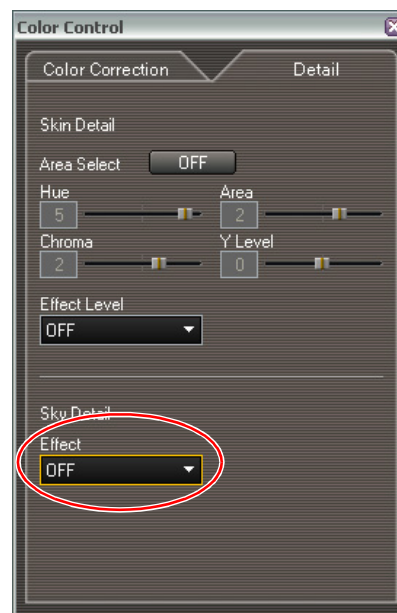 Color Control
Color Correction
Detail
Skin Detail
Area Select
OFF
Hue
Area
5
2
Chroma
Y Level
2
0
Effect Level
OFF
Sky Detail
Effect
OFF